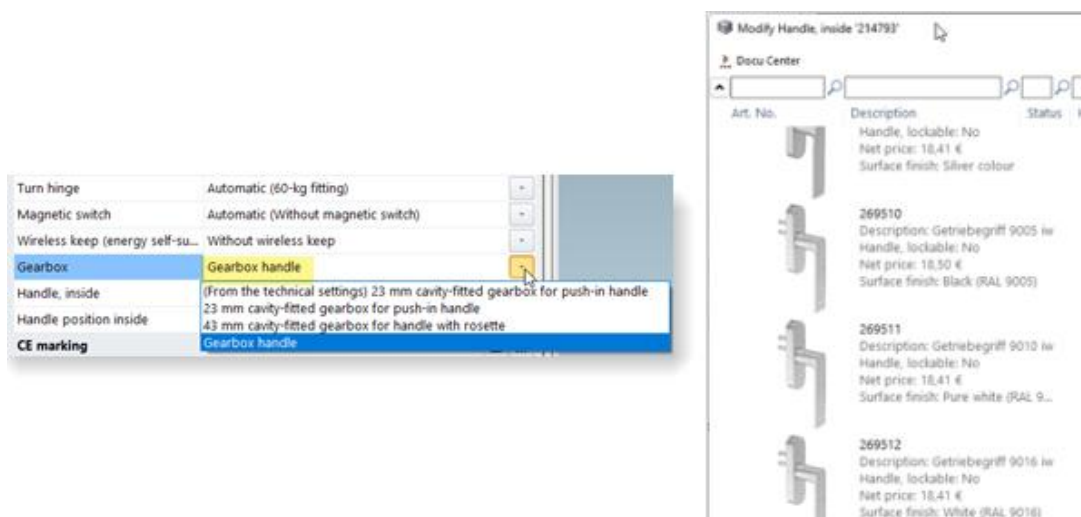 Turn hinge Automatic (60-kg fitting)
Magnetic switch Automatic (Without magnetic switch)
Wireless keep (energy self-su... Without wireless keep
Gearbox Gearbox handle
Handle, inside
Handle position inside
CE marking
(From the technical settings) 23 mm cavity-fitted gearbox for push-in handle
23 mm cavity-fitted gearbox for push-in handle
43 mm cavity-fitted gearbox for handle with rosette
Gearbox handle
Modify Handle, inside '214793'
Docu Center
Art. No. Description Status
Handle, lockable: No
Net price: 18,41 €
Surface finish: Silver colour
269510
Description: Getriebegriff 9005 iw
Handle, lockable: No
Net price: 18,50 €
Surface finish: Black (RAL 9005)
269511
Description: Getriebegriff 9010 iw
Handle, lockable: No
Net price: 18,41 €
Surface finish: Pure white (RAL 9...
269512
Description: Getriebegriff 9016 iw
Handle, lockable: No
Net price: 18,41 €
Surface finish: White (RAL 9016)